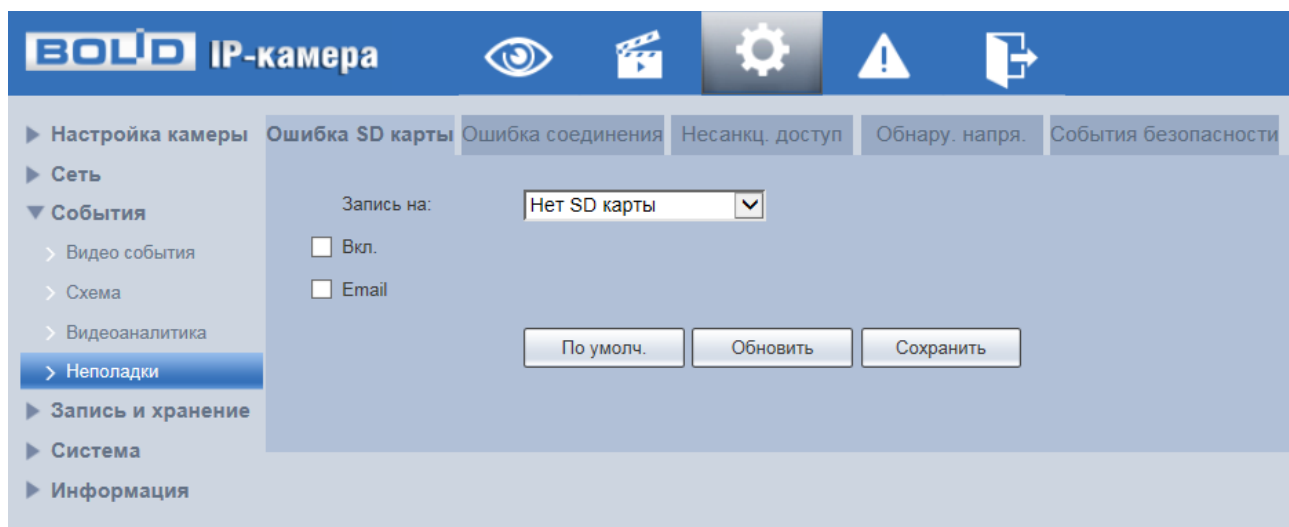 BOLID IP-камера
Настройка камеры
Сеть
События
Видео события
Схема
Видеоаналитика
Неполадки
Запись и хранение
Система
Информация
Ошибка SD карты Ошибка соединения Несанкц. доступ Обнару. напря. События безопасности
Запись на: Нет SD карты
Вкл.
Email
По умолч. Обновить Сохранить